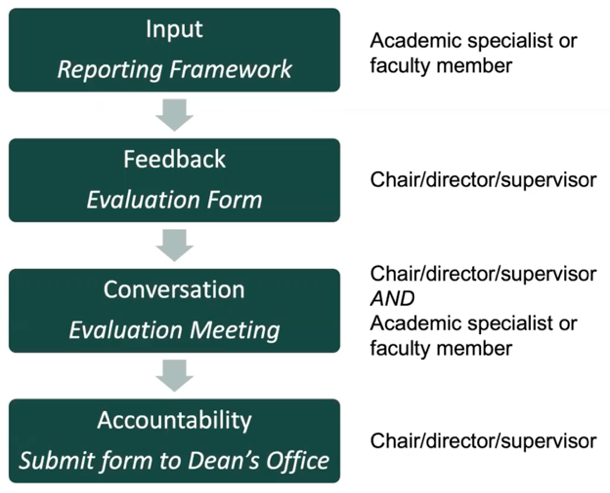 Input
Reporting Framework
Academic specialist or
faculty member
Feedback
Evaluation Form
Chair/director/supervisor
Conversation
Evaluation Meeting
Chair/director/supervisor
AND
Academic specialist or
faculty member
Accountability
Submit form to Dean’s Office
Chair/director/supervisor